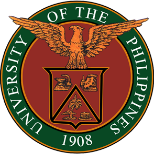 UNIVERSITY OF THE PHILIPPINES
1908